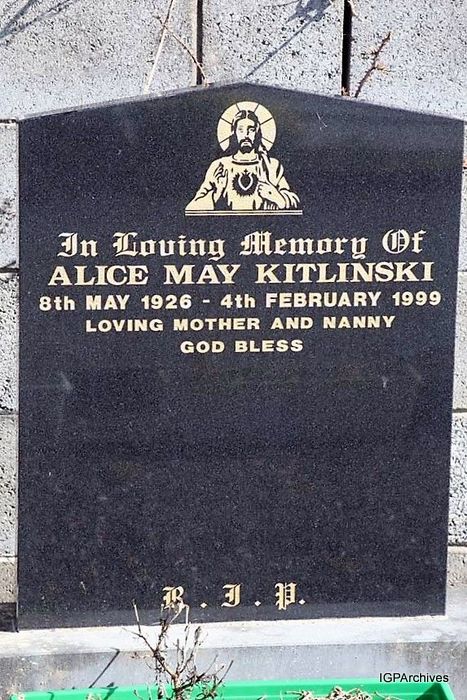 In Loving Memory Of
ALICE MAY KITLINSKI
8th MAY 1926 - 4th FEBRUARY 1999
LOVING MOTHER AND NANNY
GOD BLESS
R. I. P.
IGPArchives